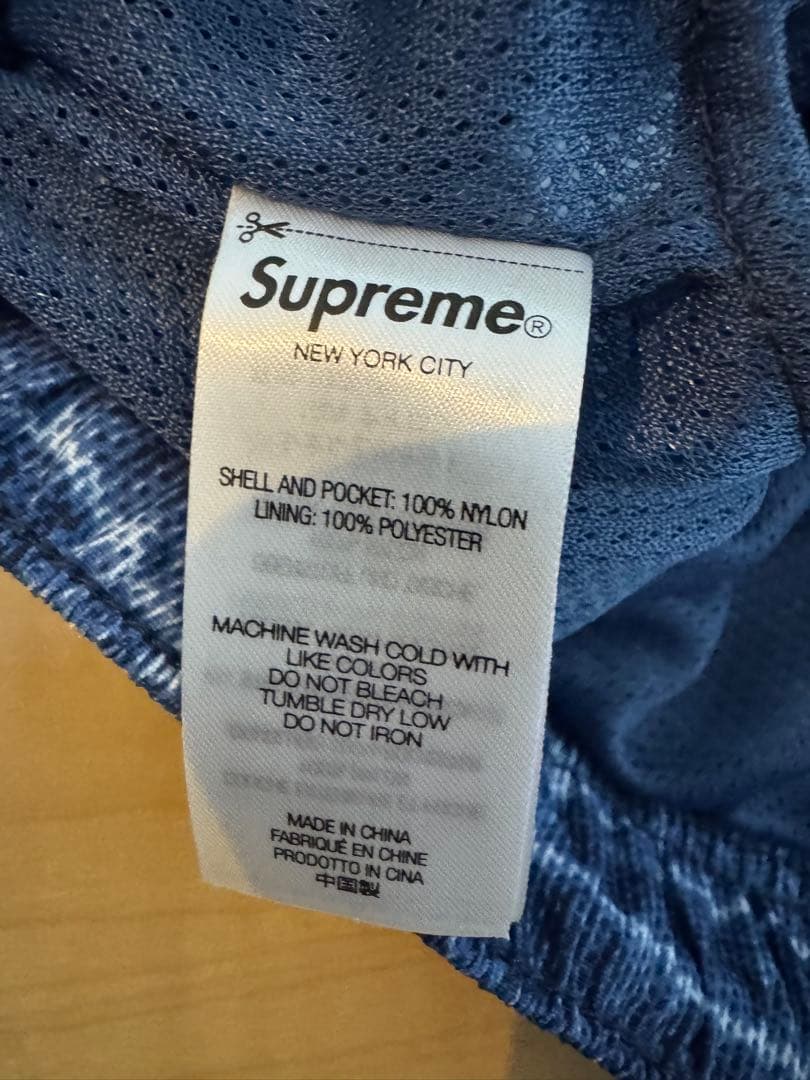 Supreme®
NEW YORK CITY
SHELL AND POCKET: 100% NYLON
LINING: 100% POLYESTER
MACHINE WASH COLD WITH
LIKE COLORS
DO NOT BLEACH
TUMBLE DRY LOW
DO NOT IRON
MADE IN CHINA
FABRIQUÉ EN CHINE
PRODOTTO IN CINA
中国製